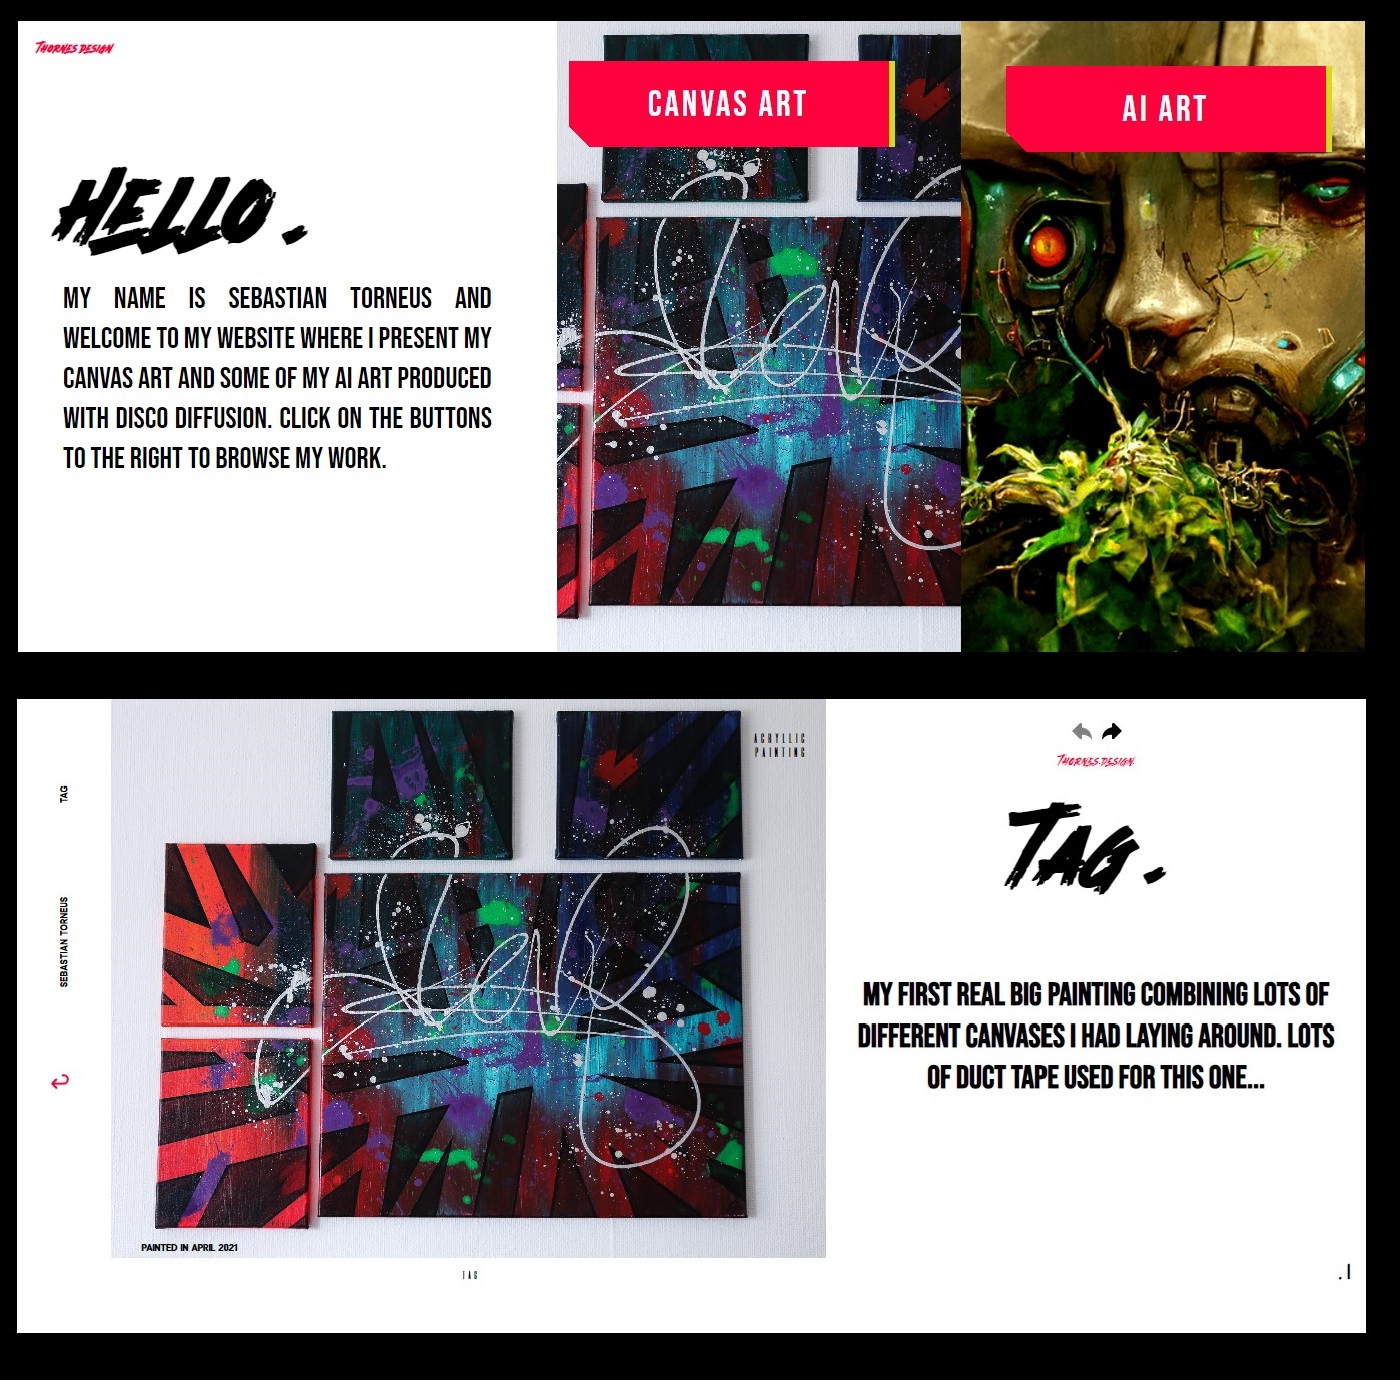 THORNES DESIGN
HELLO .
MY NAME IS SEBASTIAN TORNEUS AND
WELCOME TO MY WEBSITE WHERE I PRESENT MY
CANVAS ART AND SOME OF MY AI ART PRODUCED
WITH DISCO DIFFUSION. CLICK ON THE BUTTONS
TO THE RIGHT TO BROWSE MY WORK.
CANVAS ART
AI ART
TAG
SEBASTIAN TORNEUS
ACRYLLIC
PAINTING
PAINTED IN APRIL 2021
TAG
THORNES.DESIGN.
TAG .
MY FIRST REAL BIG PAINTING COMBINING LOTS OF
DIFFERENT CANVASES I HAD LAYING AROUND. LOTS
OF DUCT TAPE USED FOR THIS ONE...
.1